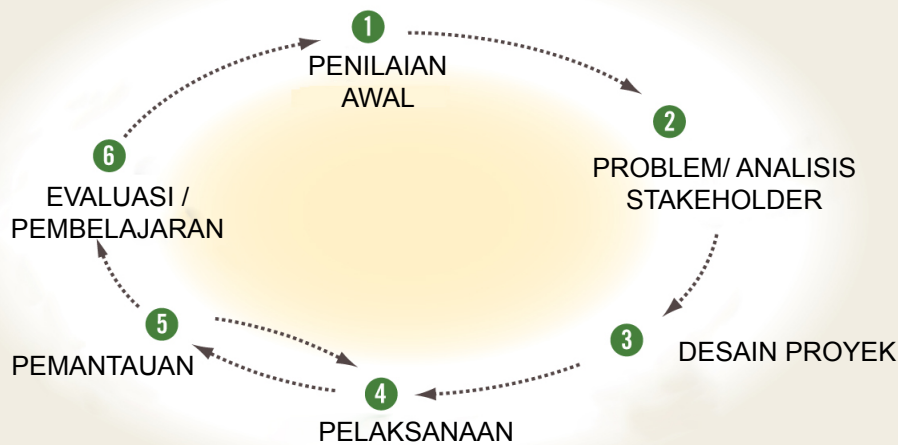 1
PENILAIAN
AWAL
2
PROBLEM/ ANALISIS
STAKEHOLDER
3
DESAIN PROYEK
4
PELAKSANAAN
5
PEMANTAUAN
6
EVALUASI /
PEMBELAJARAN